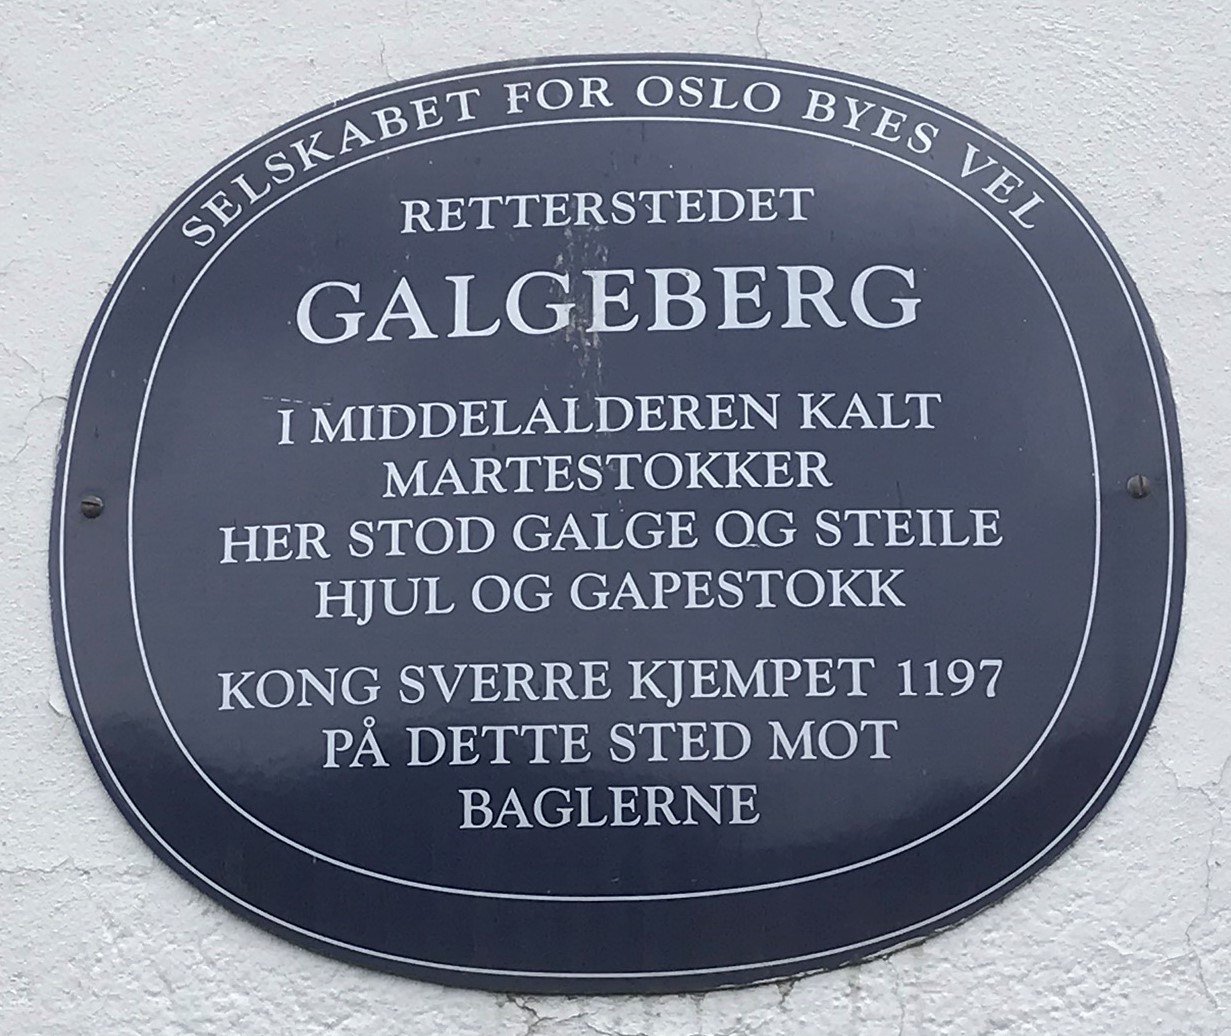 SELSKABET FOR OSLO BYES VEL
RETTERSTEDET
GALGEBERG
I MIDDELALDEREN KALT
MARTESTOKKER
HER STOD GALGE OG STEILE
HJUL OG GAPESTOKK
KONG SVERRE KJEMPET 1197
PÅ DETTE STED MOT
BAGLERNE